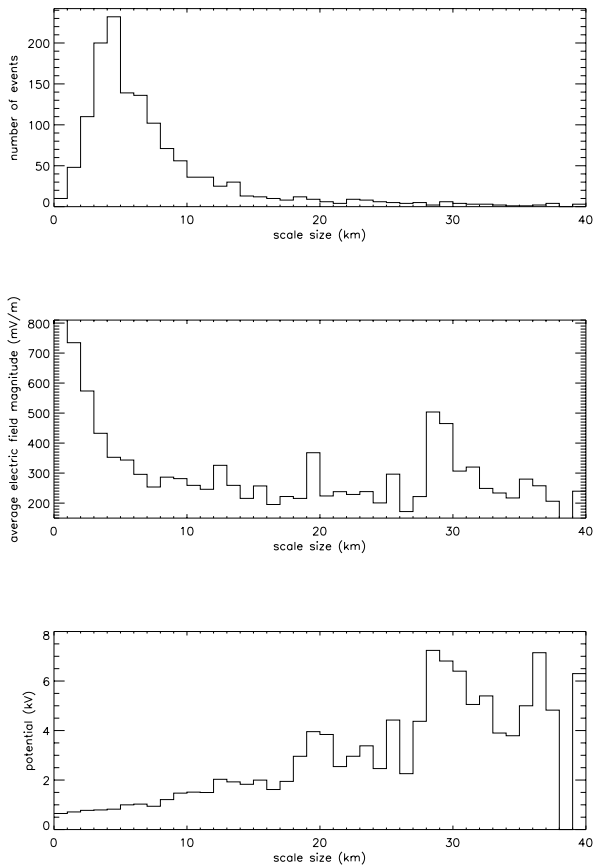 number of events
200
150
100
50
0
0 10 20 30 40
scale size (km)
average electric field magnitude (mV/m)
800
700
600
500
400
300
200
0 10 20 30 40
scale size (km)
potential (kV)
8
6
4
2
0
0 10 20 30 40
scale size (km)